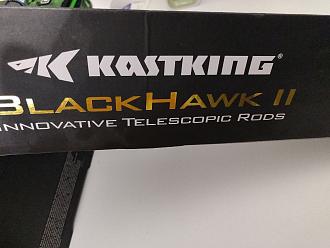 KASTKING®
BLACKHAWK II
INNOVATIVE TELESCOPIC RODS